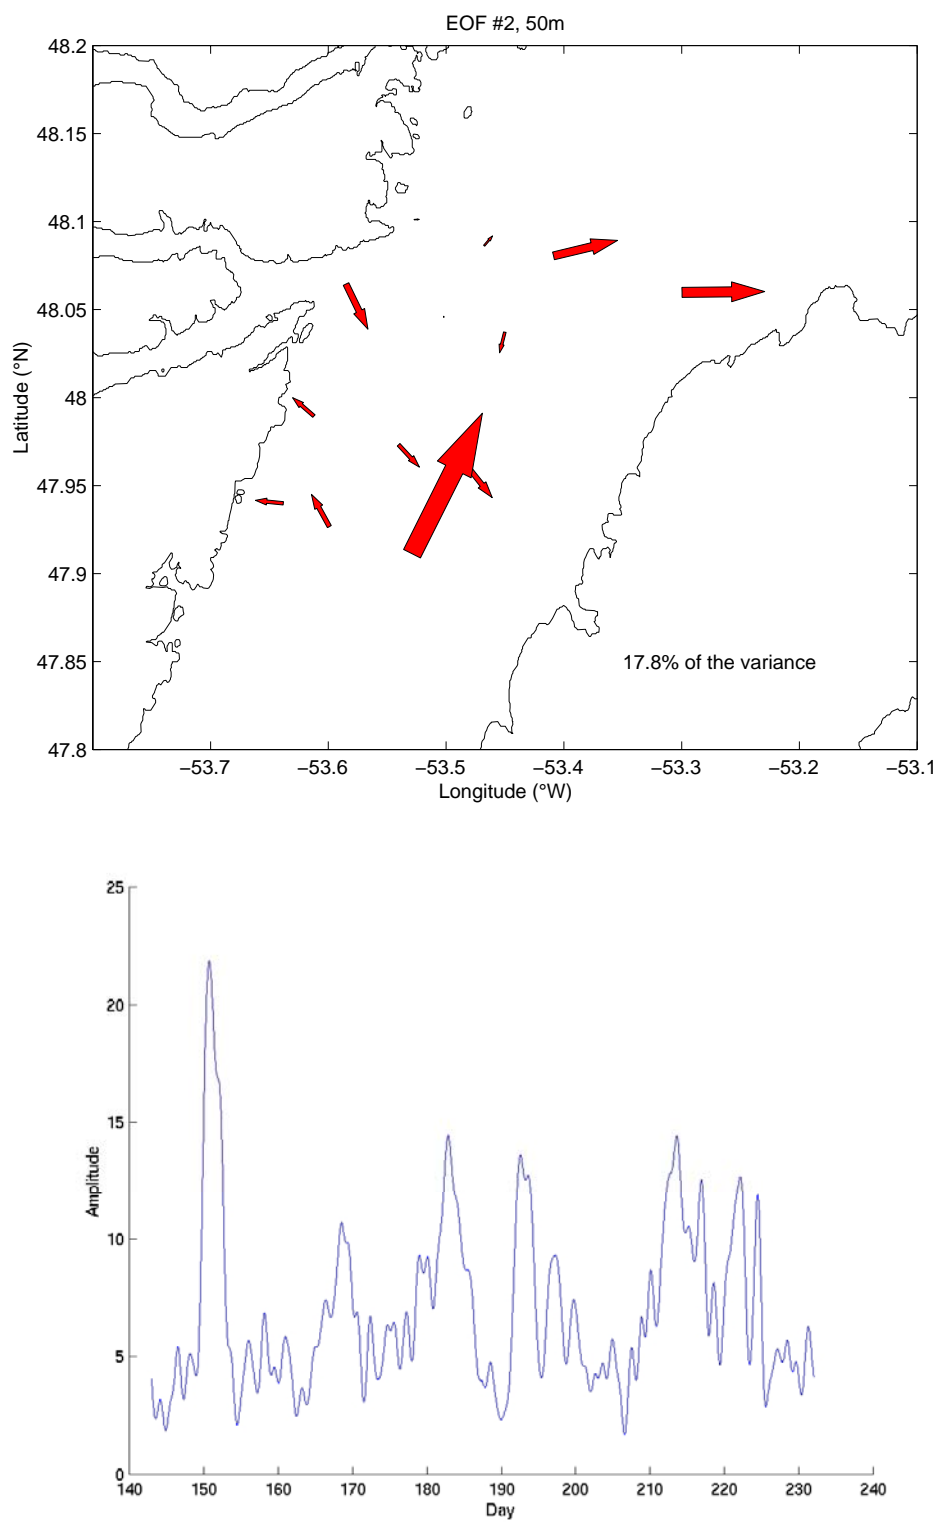 EOF #2, 50m
48.2
48.15
48.1
48.05
48
47.95
47.9
47.85
47.8
Latitude (°N)
17.8% of the variance
−53.7 −53.6 −53.5 −53.4 −53.3 −53.2 −53.1
Longitude (°W)
25
20
15
10
5
0
Amplitude
140 150 160 170 180 190 200 210 220 230 240
Day